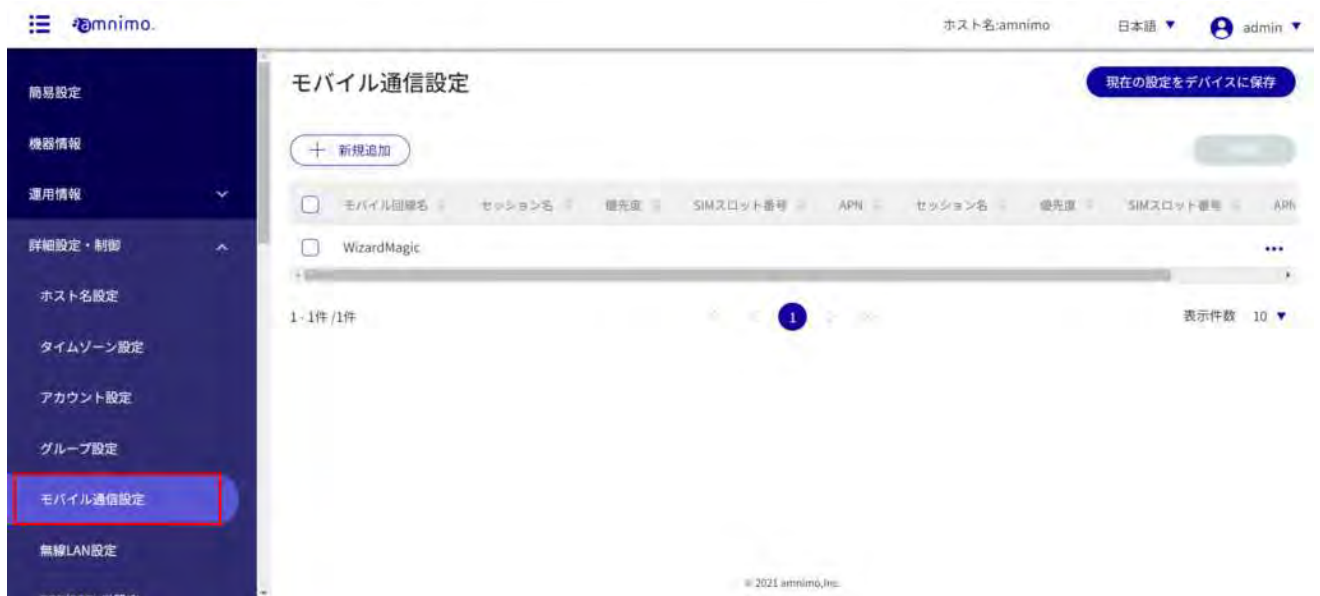 amnimo.
ホスト名:amnimo 日本語 ▼ admin ▼
簡易設定
機器情報
運用情報
詳細設定・制御
ホスト名設定
タイムゾーン設定
アカウント設定
グループ設定
モバイル通信設定
無線LAN設定
モバイル通信設定
現在の設定をデバイスに保存
+ 新規追加
モバイル回線名 セッション名 優先度 SIMスロット番号 APN セッション名 優先度 SIMスロット番号 APN
WizardMagic •••
1 - 1件 /1件
1
表示件数 10 ▼
© 2021 amnimo,Inc.